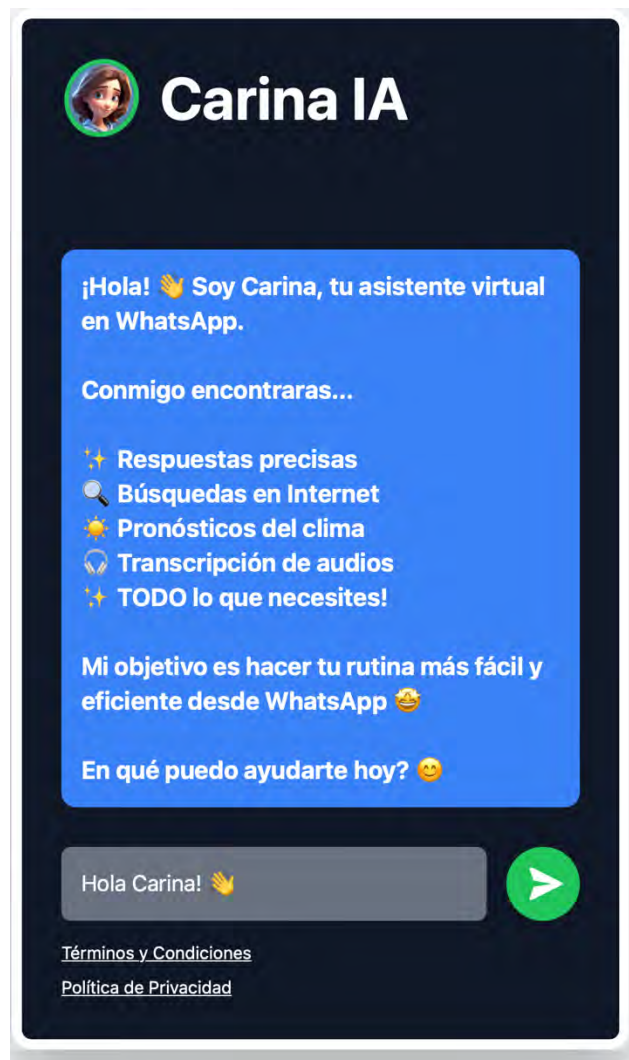 Carina IA
¡Hola! 👋 Soy Carina, tu asistente virtual
en WhatsApp.
Conmigo encontraras...
✨ Respuestas precisas
🔍 Búsquedas en Internet
☀️ Pronósticos del clima
🎧 Transcripción de audios
✨ TODO lo que necesites!
Mi objetivo es hacer tu rutina más fácil y
eficiente desde WhatsApp 🤩
En qué puedo ayudarte hoy? 😊
Hola Carina! 👋
Términos y Condiciones
Política de Privacidad